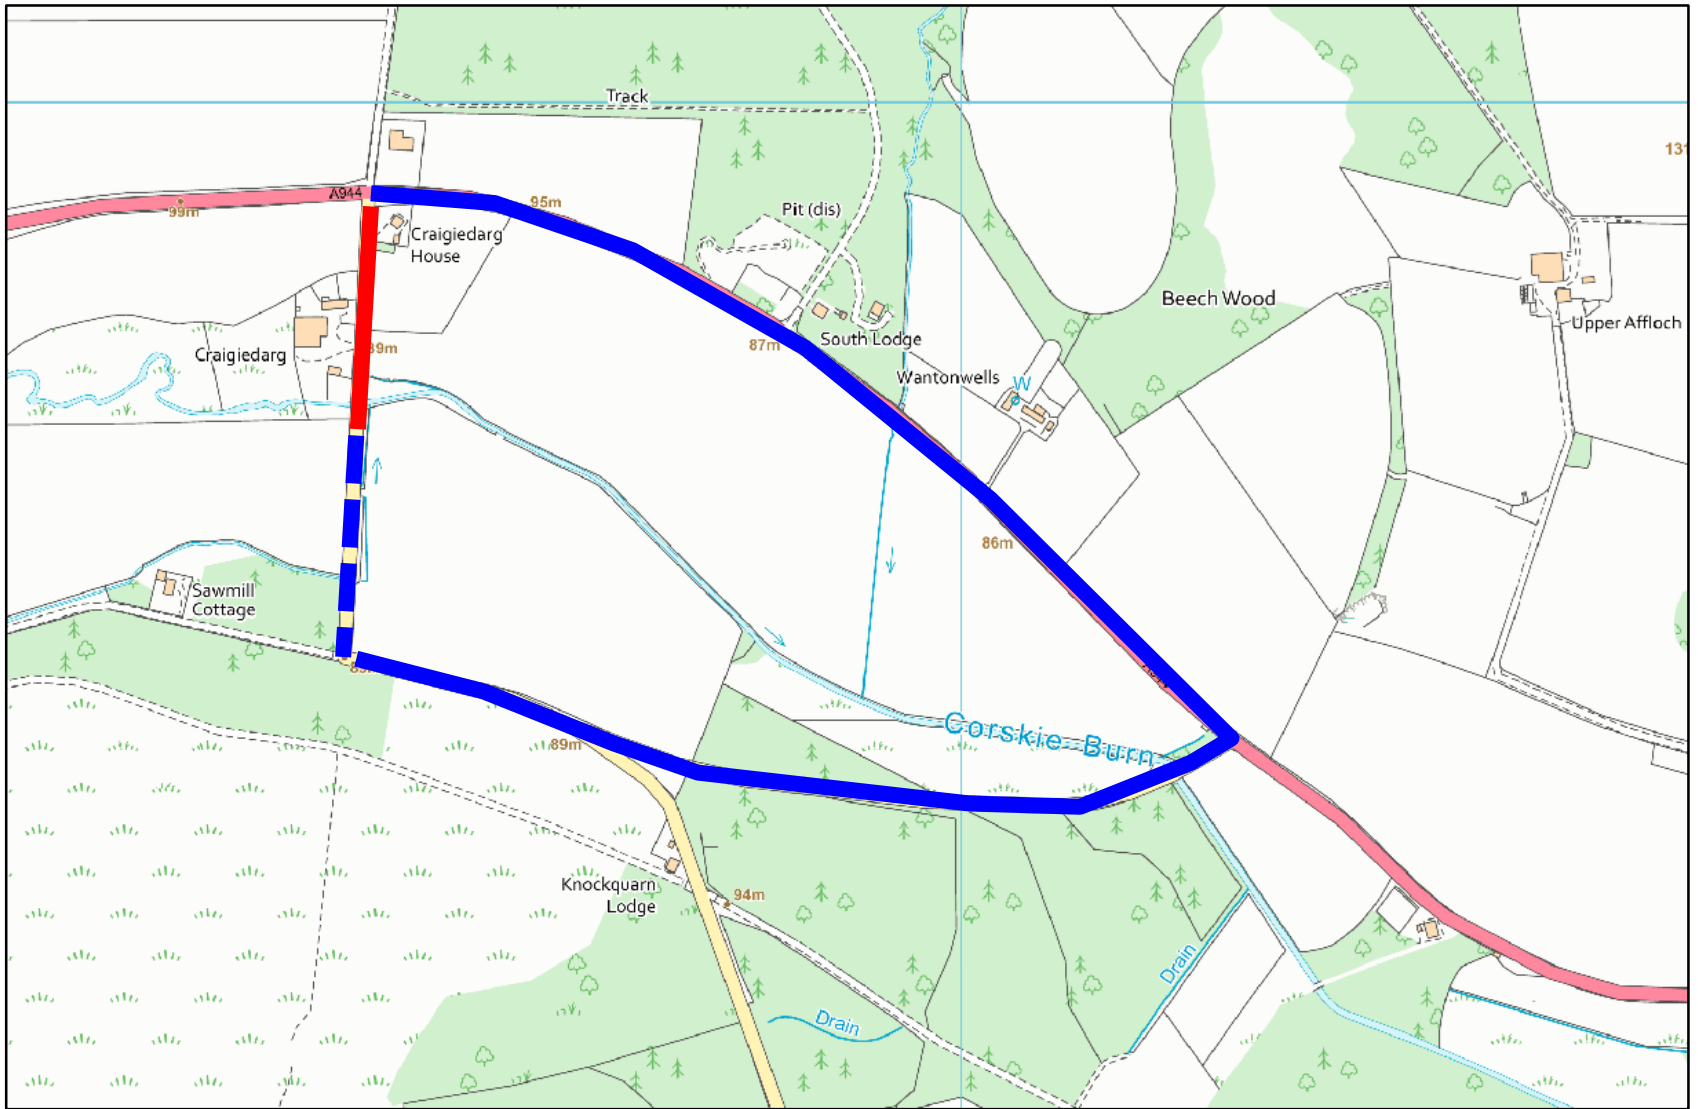 Track
131
A944
99m
95m
Pit (dis)
Craigiedarg
House
Beech Wood
Upper Affloch
87m
South Lodge
39m
Craigiedarg
Wantonwells
W
86m
Sawmill
Cottage
Corskie Burn
89m
Knockquarn
Lodge
94m
Drain
Drain